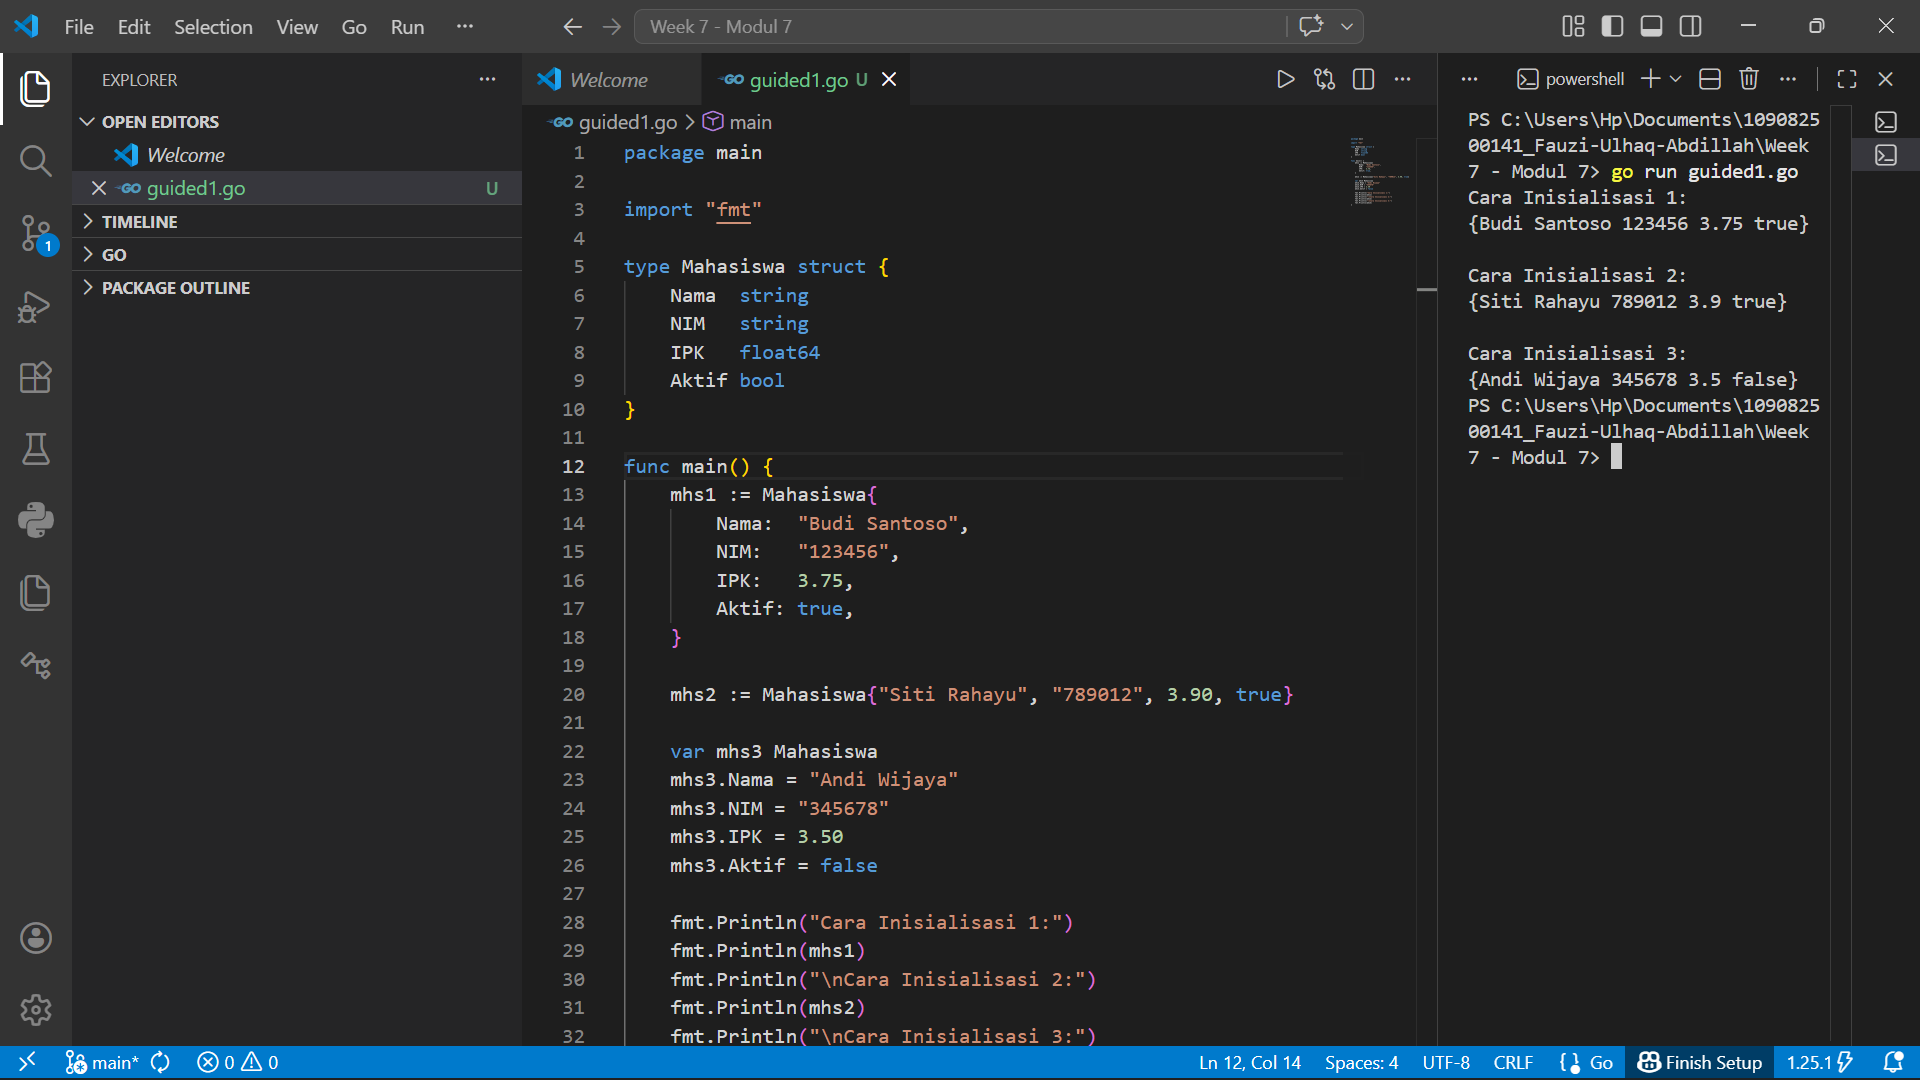 File Edit Selection View Go Run ···
Week 7 - Modul 7
EXPLORER ···
OPEN EDITORS
Welcome
guided1.go U
TIMELINE
GO
PACKAGE OUTLINE
1
Welcome
guided1.go U
guided1.go > main
1 package main
2
3 import "fmt"
4
5 type Mahasiswa struct {
6 Nama string
7 NIM string
8 IPK float64
9 Aktif bool
10 }
11
12 func main() {
13 mhs1 := Mahasiswa{
14 Nama: "Budi Santoso",
15 NIM: "123456",
16 IPK: 3.75,
17 Aktif: true,
18 }
19
20 mhs2 := Mahasiswa{"Siti Rahayu", "789012", 3.90, true}
21
22 var mhs3 Mahasiswa
23 mhs3.Nama = "Andi Wijaya"
24 mhs3.NIM = "345678"
25 mhs3.IPK = 3.50
26 mhs3.Aktif = false
27
28 fmt.Println("Cara Inisialisasi 1:")
29 fmt.Println(mhs1)
30 fmt.Println("\nCara Inisialisasi 2:")
31 fmt.Println(mhs2)
32 fmt.Println("\nCara Inisialisasi 3:")
powershell
PS C:\Users\Hp\Documents\1090825
00141_Fauzi-Ulhaq-Abdillah\Week
7 - Modul 7> go run guided1.go
Cara Inisialisasi 1:
{Budi Santoso 123456 3.75 true}
Cara Inisialisasi 2:
{Siti Rahayu 789012 3.9 true}
Cara Inisialisasi 3:
{Andi Wijaya 345678 3.5 false}
PS C:\Users\Hp\Documents\1090825
00141_Fauzi-Ulhaq-Abdillah\Week
7 - Modul 7>
main* 0 0 Ln 12, Col 14 Spaces: 4 UTF-8 CRLF Go Finish Setup 1.25.1